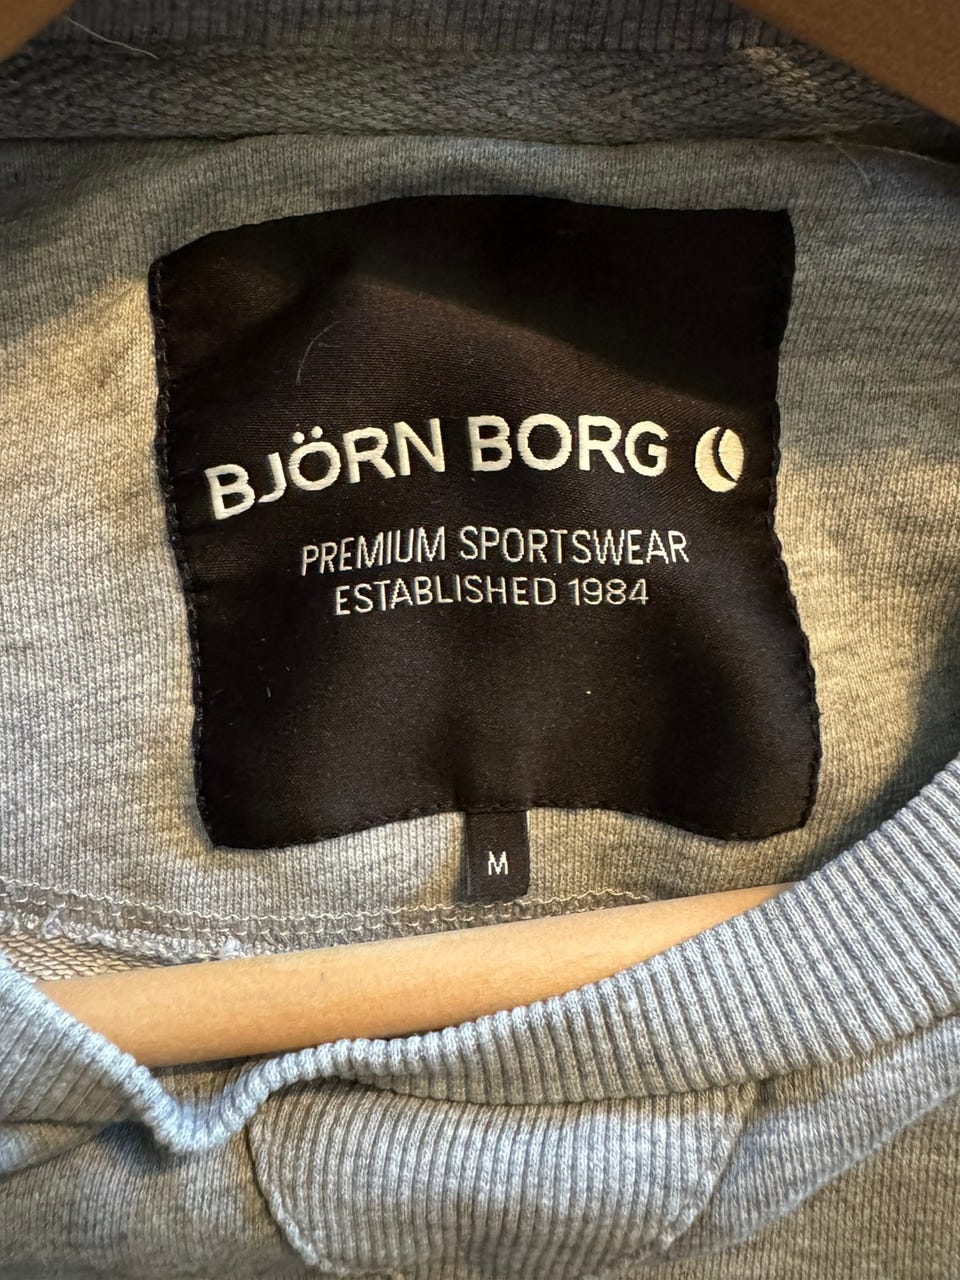 BJÖRN BORG
PREMIUM SPORTSWEAR
ESTABLISHED 1984
M